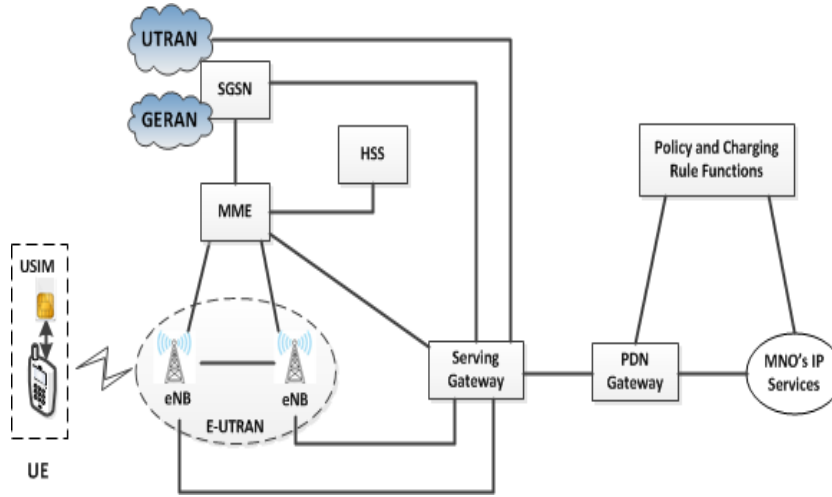 UTRAN
SGSN
GERAN
HSS
Policy and Charging
Rule Functions
MME
USIM
Serving
Gateway
PDN
Gateway
MNO's IP
Services
eNB
eNB
E-UTRAN
UE